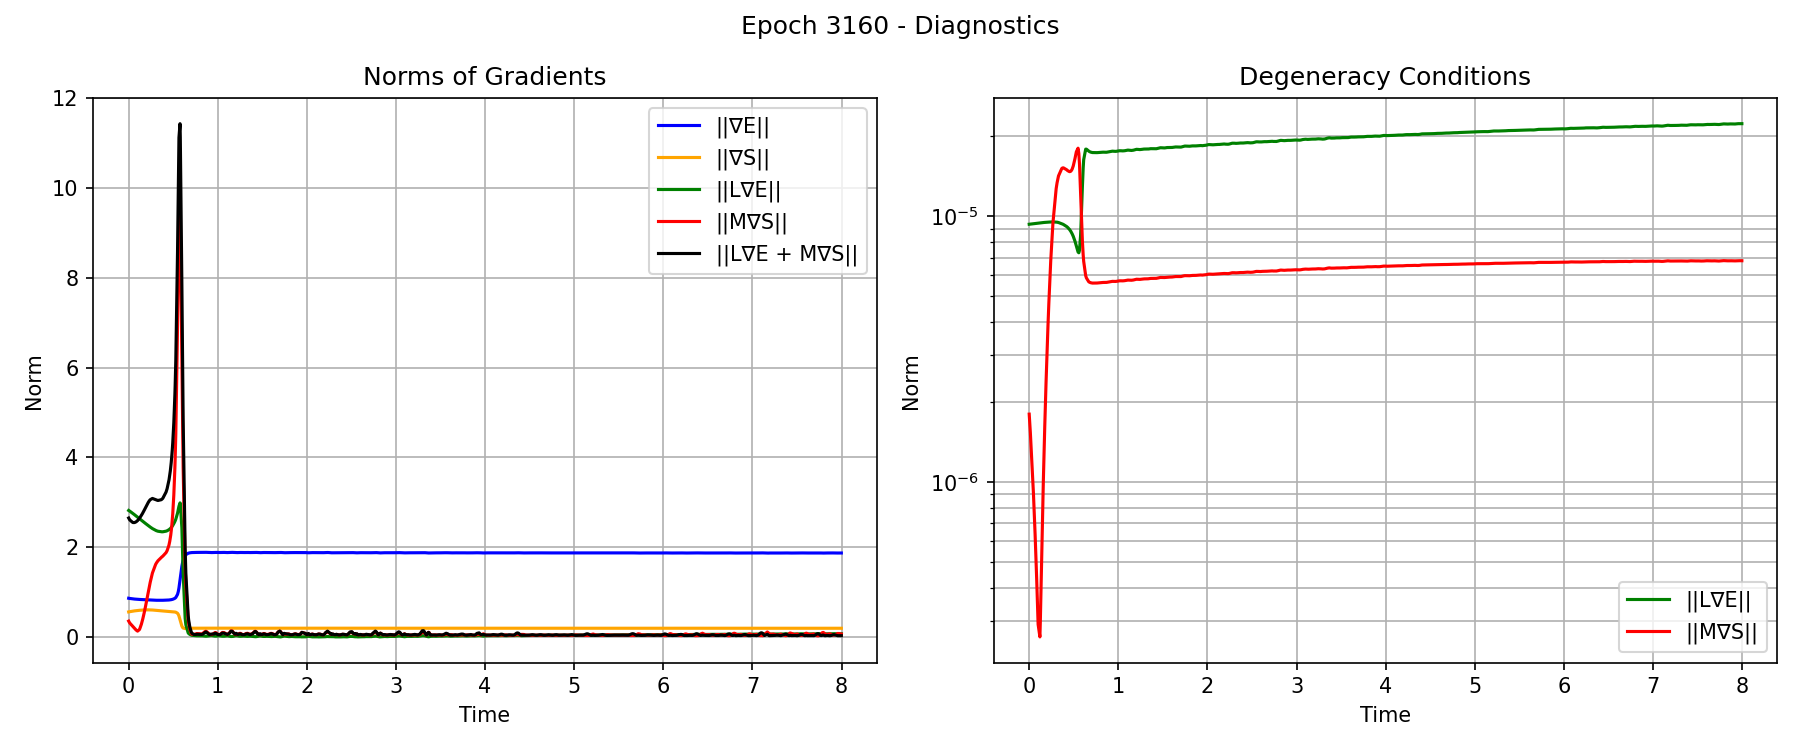 Epoch 3160 - Diagnostics
Norms of Gradients
12
10
8
6
4
2
0
Norm
||∇E||
||∇S||
||L∇E||
||M∇S||
||L∇E + M∇S||
0 1 2 3 4 5 6 7 8
Time
Degeneracy Conditions
10⁻⁵
10⁻⁶
Norm
||L∇E||
||M∇S||
0 1 2 3 4 5 6 7 8
Time